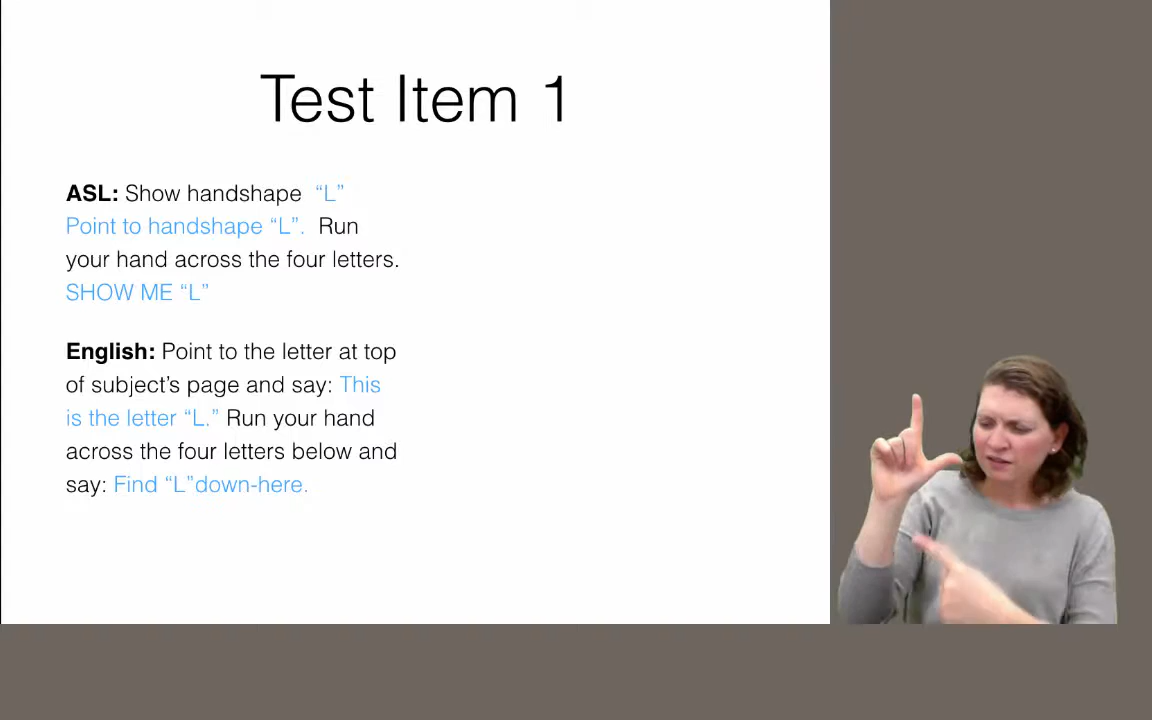 Test Item 1
ASL: Show handshape “L”
Point to handshape “L”. Run
your hand across the four letters.
SHOW ME “L”
English: Point to the letter at top
of subject’s page and say: This
is the letter “L.” Run your hand
across the four letters below and
say: Find “L”down-here.